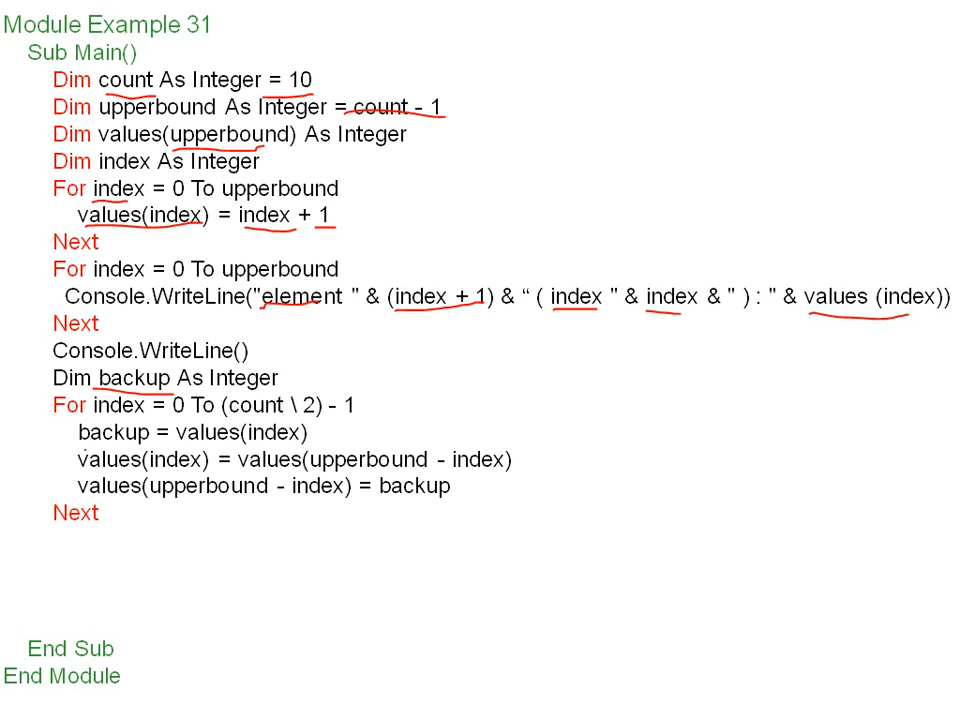 Module Example 31
Sub Main()
Dim count As Integer = 10
Dim upperbound As Integer = count - 1
Dim values(upperbound) As Integer
Dim index As Integer
For index = 0 To upperbound
values(index) = index + 1
Next
For index = 0 To upperbound
Console.WriteLine("element " & (index + 1) & “ ( index " & index & " ) : " & values (index))
Next
Console.WriteLine()
Dim backup As Integer
For index = 0 To (count \ 2) - 1
backup = values(index)
values(index) = values(upperbound - index)
values(upperbound - index) = backup
Next
End Sub
End Module